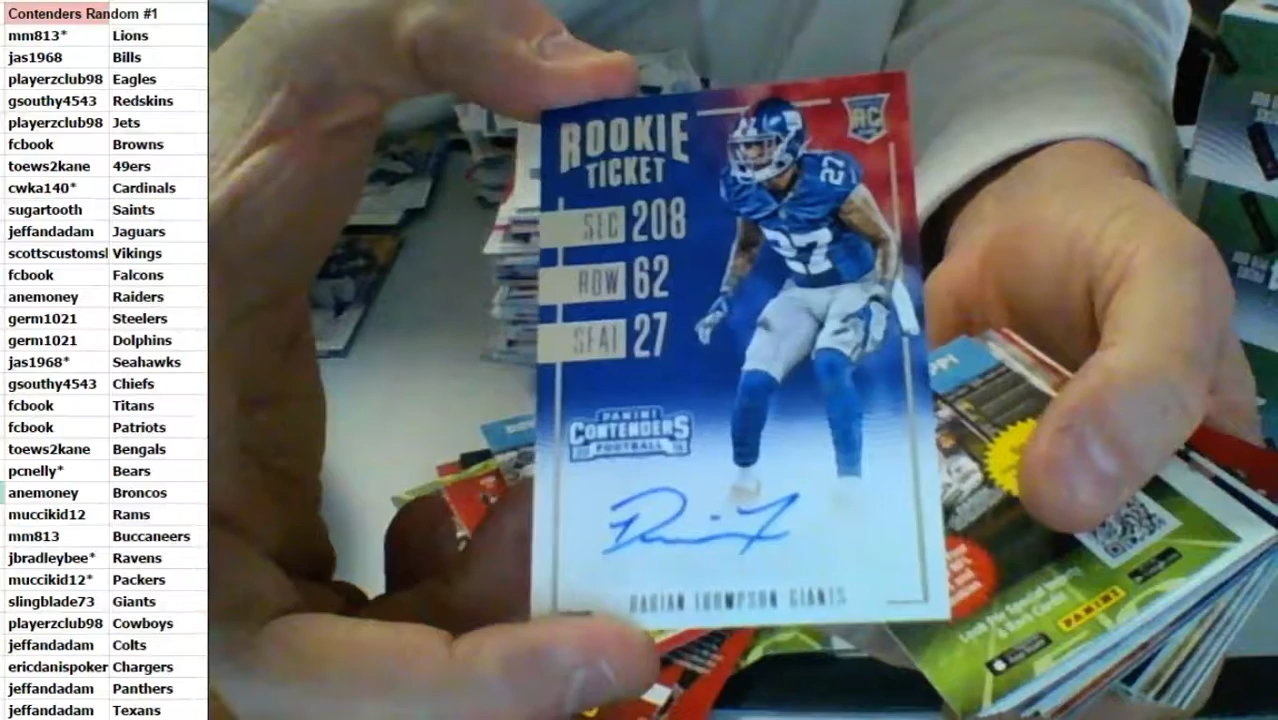 Contenders Random #1
mm813* Lions
jas1968 Bills
playerzclub98 Eagles
gsouthy4543 Redskins
playerzclub98 Jets
fcbook Browns
toews2kane 49ers
cwka140* Cardinals
sugartooth Saints
jeffandadam Jaguars
scottscustomsl Vikings
fcbook Falcons
anemoney Raiders
germ1021 Steelers
germ1021 Dolphins
jas1968* Seahawks
gsouthy4543 Chiefs
fcbook Titans
fcbook Patriots
toews2kane Bengals
pcnelly* Bears
anemoney Broncos
muccikid12 Rams
mm813 Buccaneers
jbradleybee* Ravens
muccikid12* Packers
slingblade73 Giants
playerzclub98 Cowboys
jeffandadam Colts
ericdanispoker Chargers
jeffandadam Panthers
jeffandadam Texans
ROOKIE
TICKET
RC
SEC 208
ROW 62
SEAT 27
27
27
PANINI
CONTENDERS
FOOTBALL
DARIAN THOMPSON GIANTS
PANINI